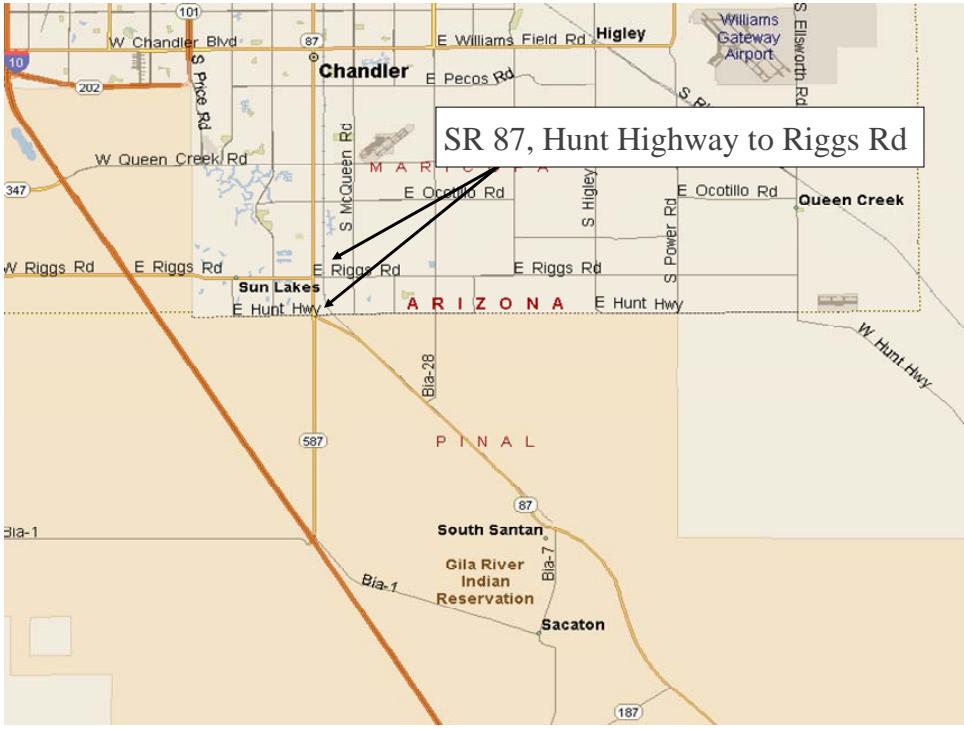 101
Williams
Gateway
Airport
S Ellsworth Rd
W Chandler Blvd
87
E Williams Field Rd
Higley
10
Chandler
202
E Pecos Rd
S Price Rd
S Ri
SR 87, Hunt Highway to Riggs Rd
S McQueen Rd
W Queen Creek Rd
MARICOPA
347
E Ocotillo Rd
S Higley
E Ocotillo Rd
Queen Creek
S Power Rd
W Riggs Rd
E Riggs Rd
E Riggs Rd
E Riggs Rd
Sun Lakes
E Hunt Hwy
ARIZONA
E Hunt Hwy
W Hunt Hwy
Bia-28
587
PINAL
87
South Santan
Bia-1
Gila River
Indian
Reservation
Bia-7
Bia-1
Sacaton
187